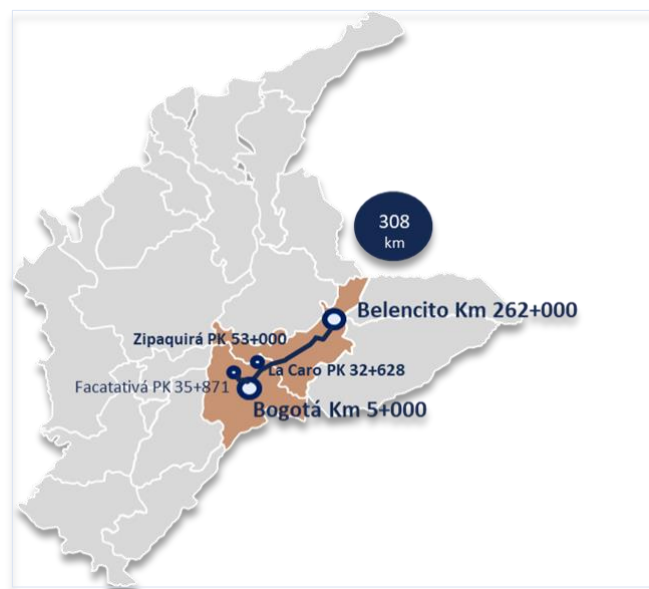 308
km
Belencito Km 262+000
Zipaquirá PK 53+000
La Caro PK 32+628
Facatativá PK 35+871
Bogotá Km 5+000